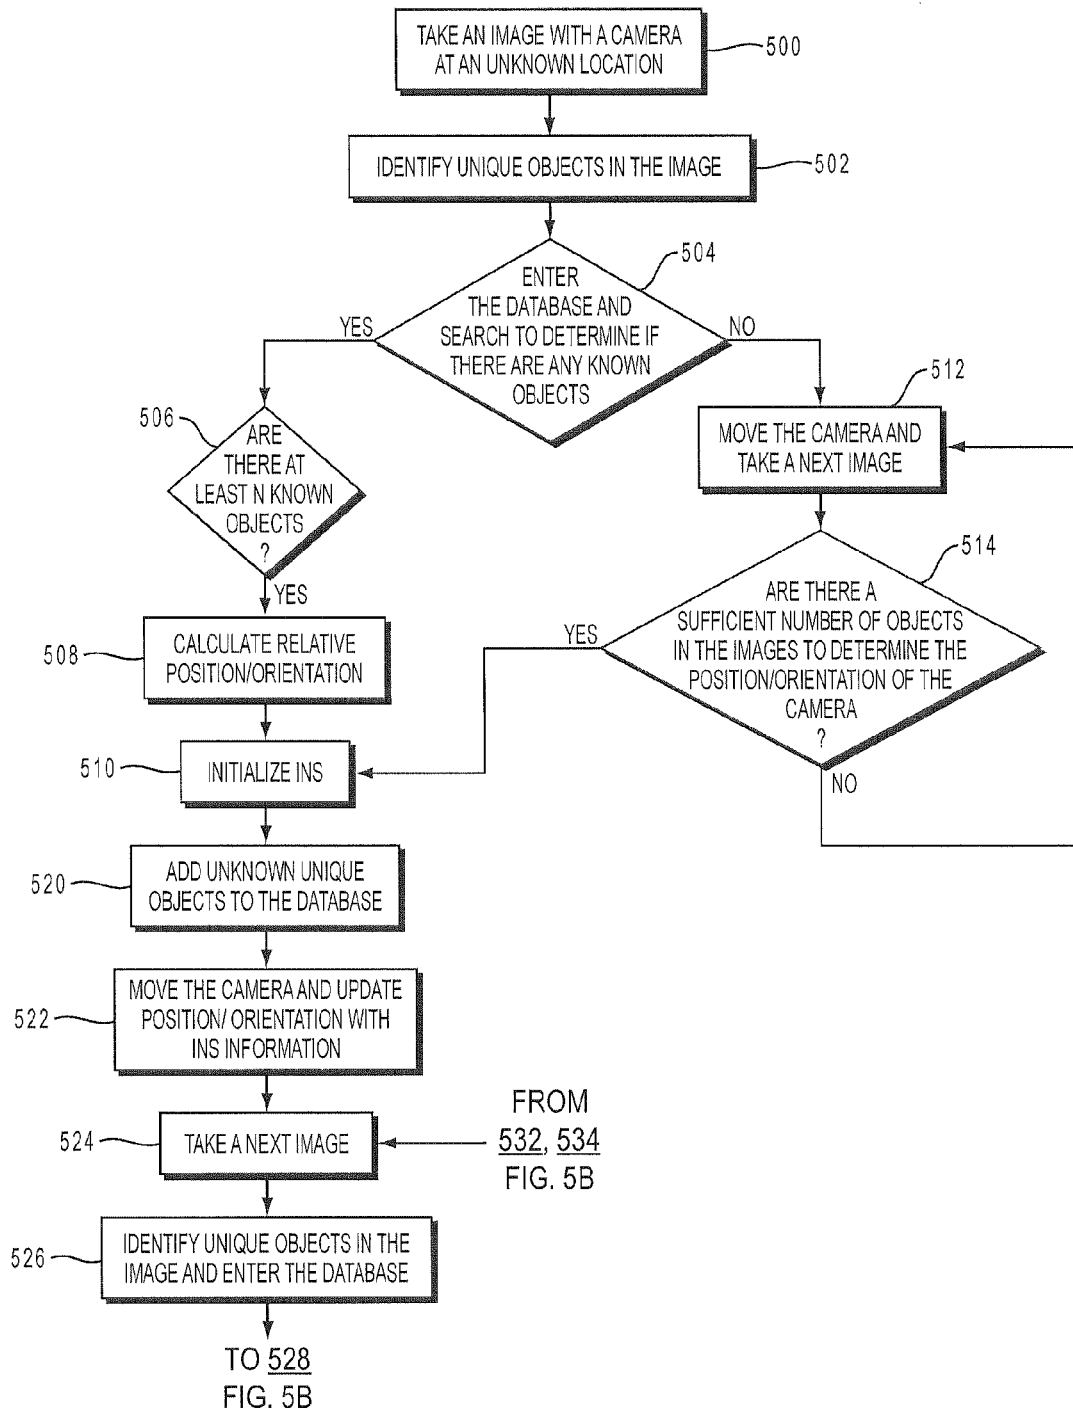 TAKE AN IMAGE WITH A CAMERA
AT AN UNKNOWN LOCATION
500
IDENTIFY UNIQUE OBJECTS IN THE IMAGE
502
ENTER
THE DATABASE AND
SEARCH TO DETERMINE IF
THERE ARE ANY KNOWN
OBJECTS
504
YES
NO
506
ARE
THERE AT
LEAST N KNOWN
OBJECTS
?
YES
512
MOVE THE CAMERA AND
TAKE A NEXT IMAGE
514
ARE THERE A
SUFFICIENT NUMBER OF OBJECTS
IN THE IMAGES TO DETERMINE THE
POSITION/ORIENTATION OF THE
CAMERA
?
YES
NO
508
CALCULATE RELATIVE
POSITION/ORIENTATION
510
INITIALIZE INS
520
ADD UNKNOWN UNIQUE
OBJECTS TO THE DATABASE
522
MOVE THE CAMERA AND UPDATE
POSITION/ ORIENTATION WITH
INS INFORMATION
524
TAKE A NEXT IMAGE
FROM
532, 534
FIG. 5B
526
IDENTIFY UNIQUE OBJECTS IN THE
IMAGE AND ENTER THE DATABASE
TO 528
FIG. 5B